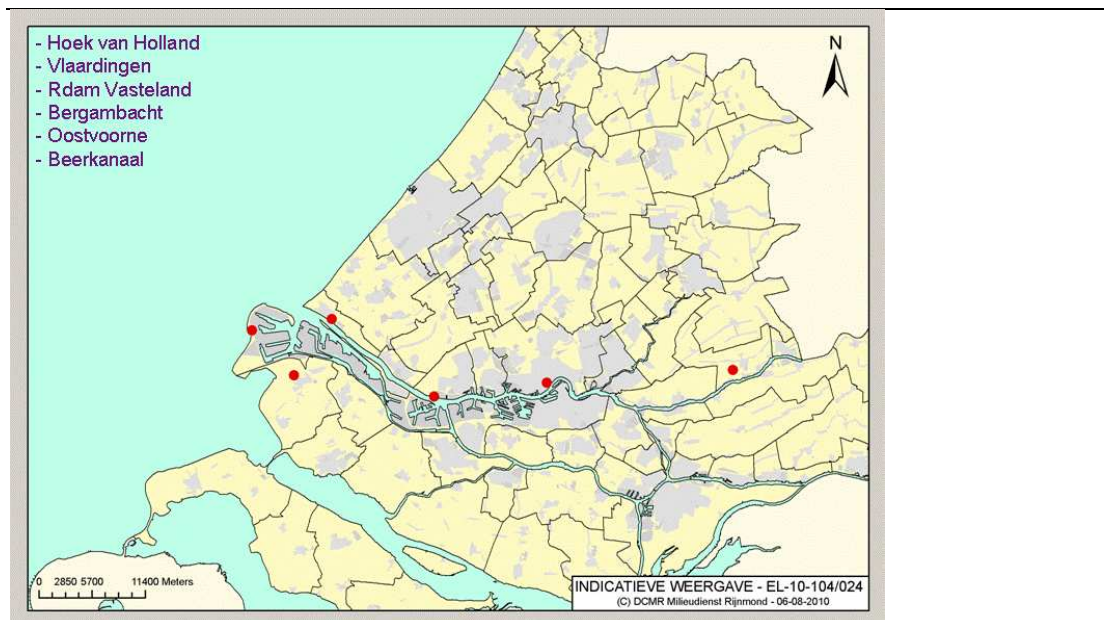 - Hoek van Holland
- Vlaardingen
- Rdam Vasteland
- Bergambacht
- Oostvoorne
- Beerkanaal
N
0 2850 5700 11400 Meters
INDICATIEVE WEERGAVE - EL-10-104/024
(C) DCMR Milieudienst Rijnmond - 06-08-2010